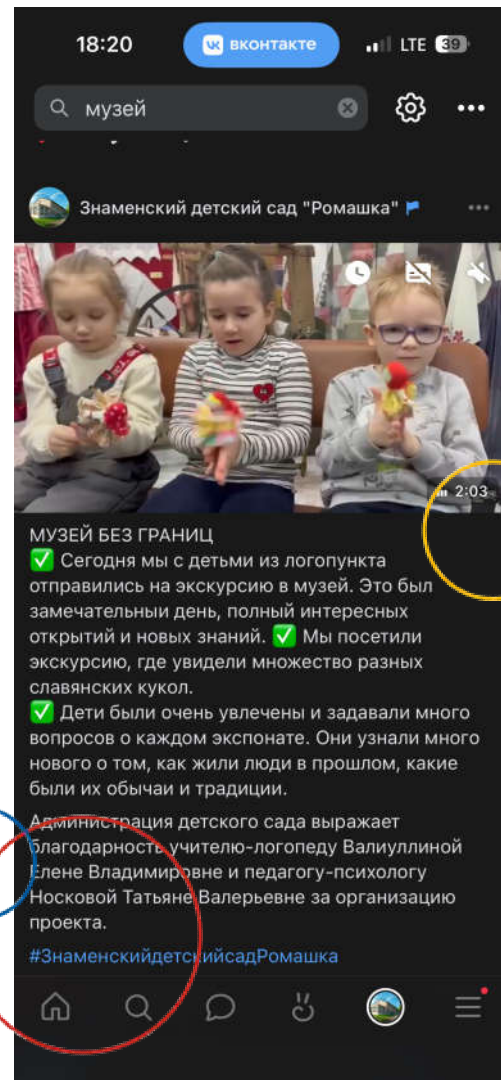 18:20
вконтакте
LTE 39
музей
Знаменский детский сад "Ромашка"
2:03
МУЗЕЙ БЕЗ ГРАНИЦ
✅ Сегодня мы с детьми из логопункта
отправились на экскурсию в музей. Это был
замечательныи день, полный интересных
открытий и новых знаний. ✅ Мы посетили
экскурсию, где увидели множество разных
славянских кукол.
✅ Дети были очень увлечены и задавали много
вопросов о каждом экспонате. Они узнали много
нового о том, как жили люди в прошлом, какие
были их обычаи и традиции.
Администрация детского сада выражает
благодарность учителю-логопеду Валиуллиной
Елене Владимировне и педагогу-психологу
Носковой Татьяне Валерьевне за организацию
проекта.
#ЗнаменскийдетскийсадРомашка